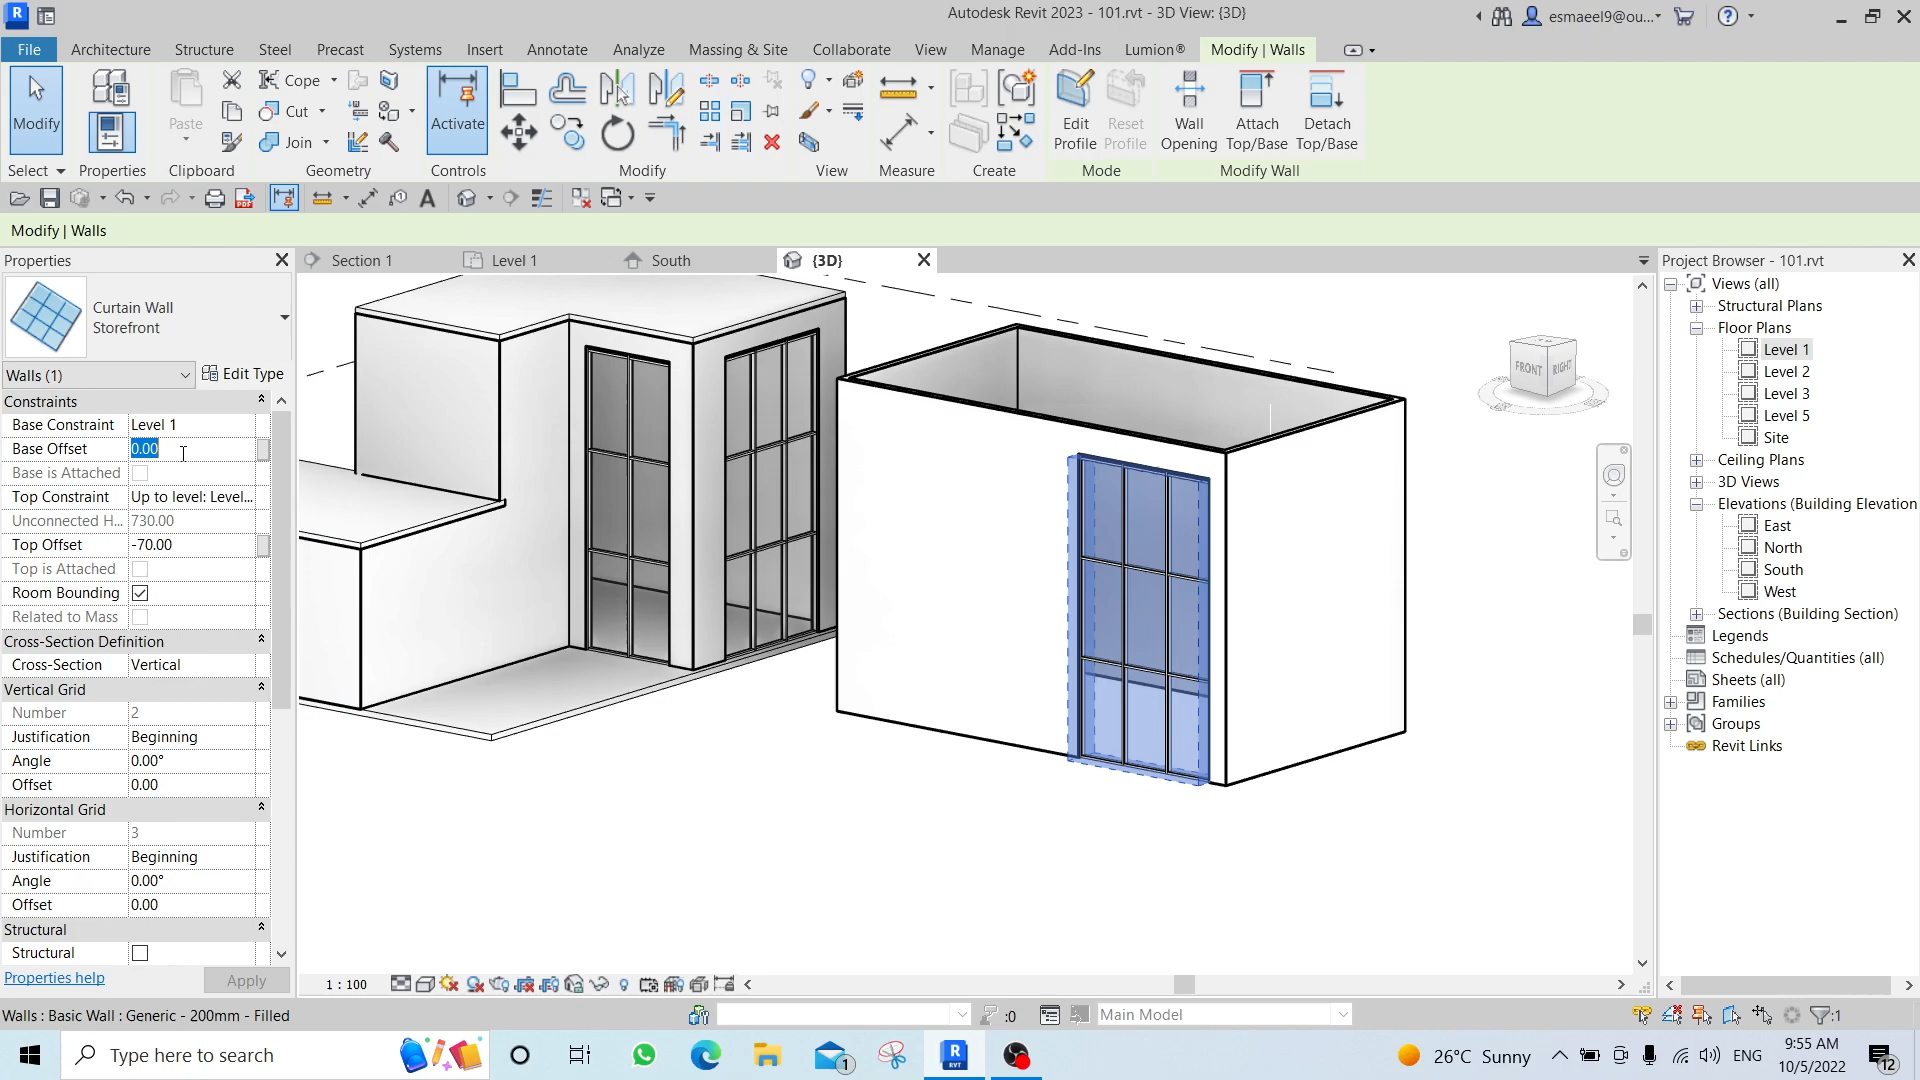 Autodesk Revit 2023 - 101.rvt - 3D View: {3D}
esmaeel9@ou...
File Architecture Structure Steel Precast Systems Insert Annotate Analyze Massing & Site Collaborate View Manage Add-Ins Lumion® Modify | Walls
Modify
Paste
Cope
Cut
Join
Activate
Edit Profile
Reset Profile
Wall Opening
Attach Top/Base
Detach Top/Base
Select Properties Clipboard Geometry Controls Modify View Measure Create Mode Modify Wall
Modify | Walls
Properties
Section 1
Level 1
South
{3D}
Project Browser - 101.rvt
Curtain Wall
Storefront
Walls (1)
Edit Type
Constraints
Base Constraint Level 1
Base Offset 0.00
Base is Attached
Top Constraint Up to level: Level...
Unconnected H... 730.00
Top Offset -70.00
Top is Attached
Room Bounding
Related to Mass
Cross-Section Definition
Cross-Section Vertical
Vertical Grid
Number 2
Justification Beginning
Angle 0.00°
Offset 0.00
Horizontal Grid
Number 3
Justification Beginning
Angle 0.00°
Offset 0.00
Structural
Structural
Properties help
Apply
FRONT RIGHT
Views (all)
Structural Plans
Floor Plans
Level 1
Level 2
Level 3
Level 5
Site
Ceiling Plans
3D Views
Elevations (Building Elevation
East
North
South
West
Sections (Building Section)
Legends
Schedules/Quantities (all)
Sheets (all)
Families
Groups
Revit Links
1 : 100
Walls : Basic Wall : Generic - 200mm - Filled
:0
Main Model
:1
Type here to search
1
26°C Sunny
ENG
9:55 AM
10/5/2022
12